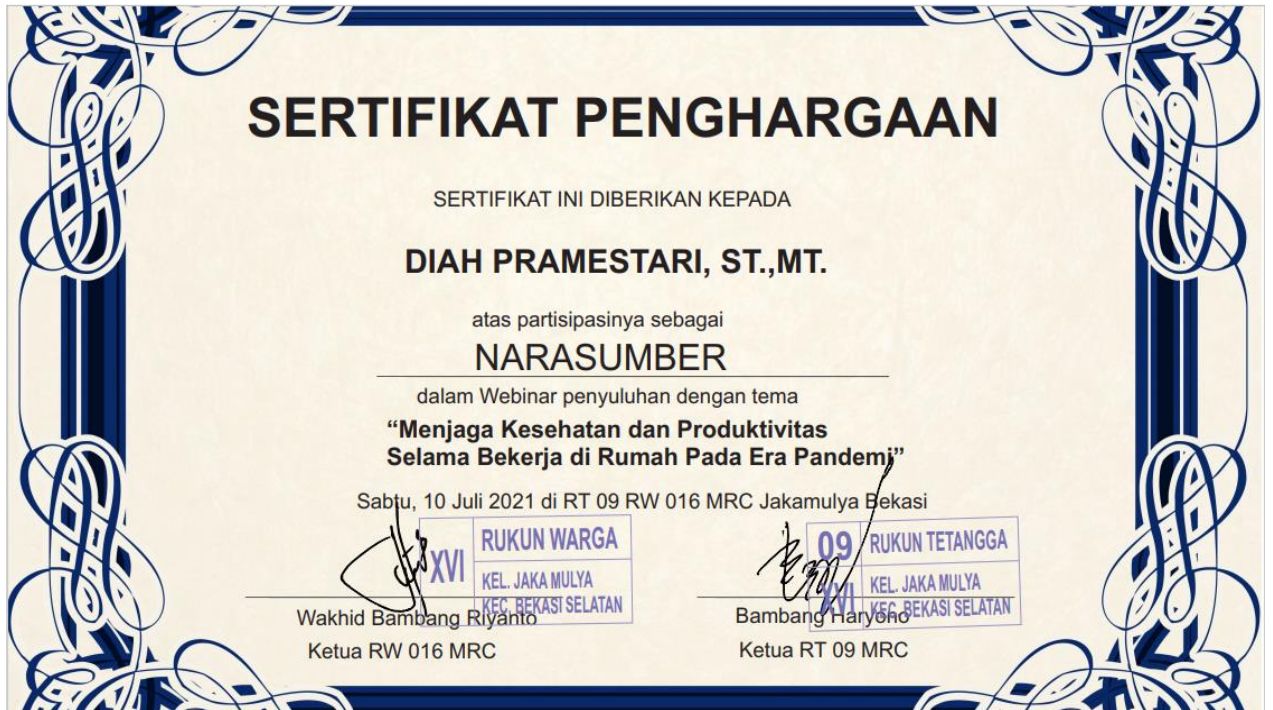 SERTIFIKAT PENGHARGAAN
SERTIFIKAT INI DIBERIKAN KEPADA
DIAH PRAMESTARI, ST.,MT.
atas partisipasinya sebagai
NARASUMBER
dalam Webinar penyuluhan dengan tema
“Menjaga Kesehatan dan Produktivitas
Selama Bekerja di Rumah Pada Era Pandemi”
Sabtu, 10 Juli 2021 di RT 09 RW 016 MRC Jakamulya Bekasi
XVI
RUKUN WARGA
KEL. JAKA MULYA
KEC. BEKASI SELATAN
Wakhid Bambang Riyanto
Ketua RW 016 MRC
09
XVI
RUKUN TETANGGA
KEL. JAKA MULYA
KEC. BEKASI SELATAN
Bambang Haryono
Ketua RT 09 MRC